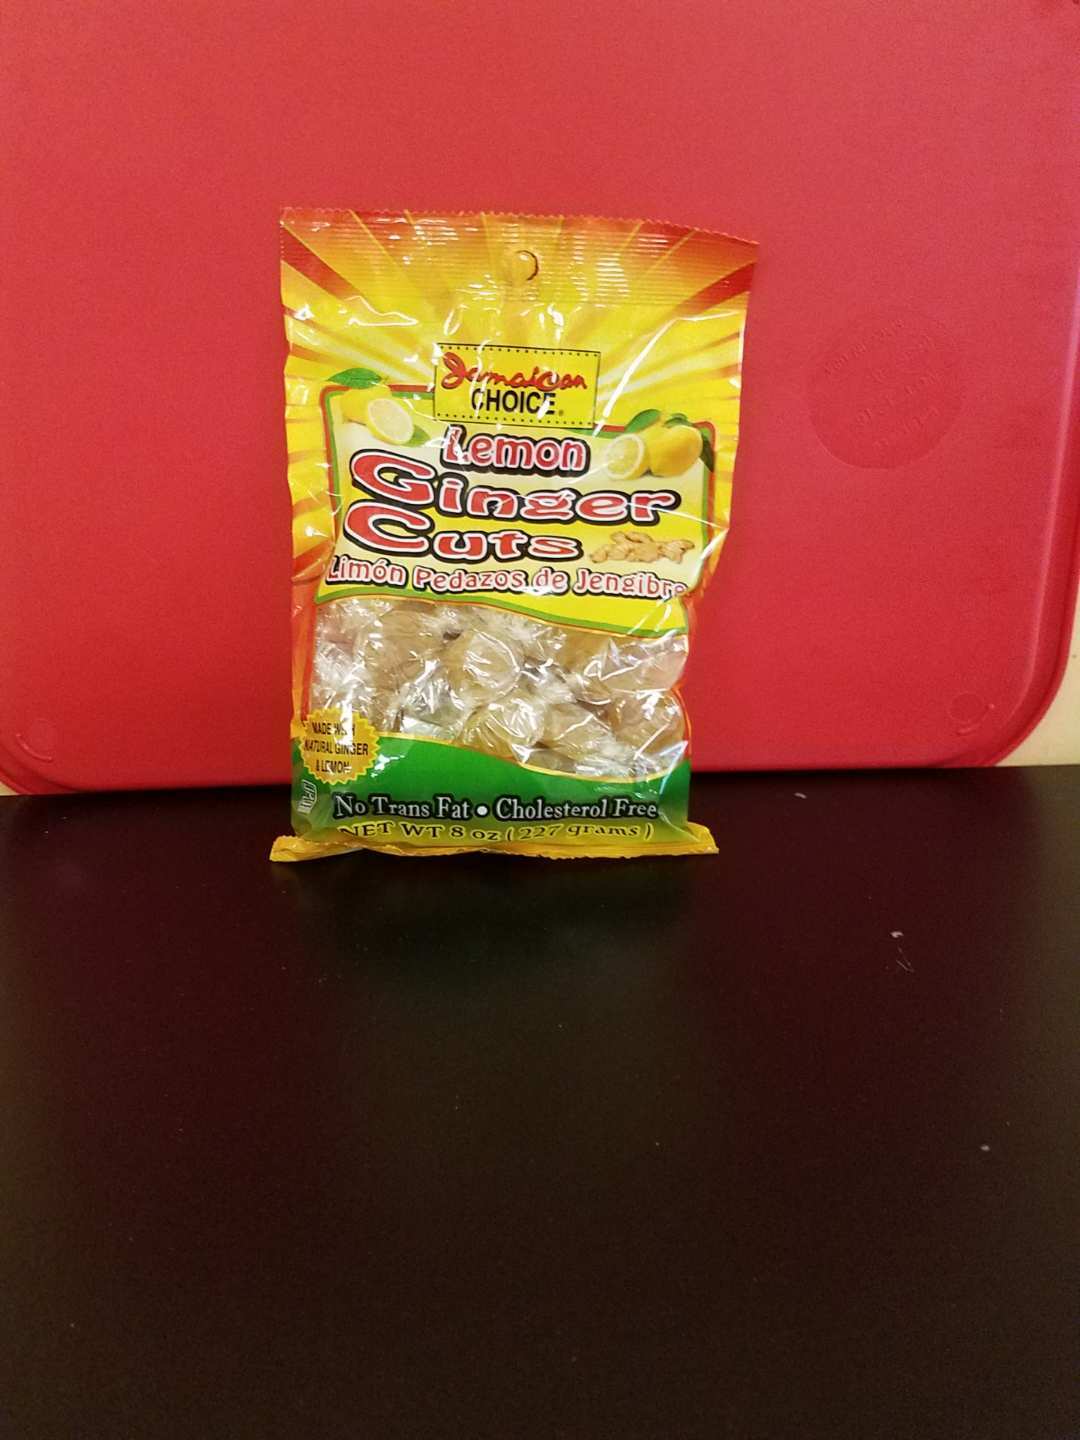 Jamaican
CHOICE®
Lemon
Ginger
Cuts
Limón Pedazos de Jengibre
MADE WITH
NATURAL GINGER
& LEMON
No Trans Fat • Cholesterol Free
NET WT 8 oz (227 grams)